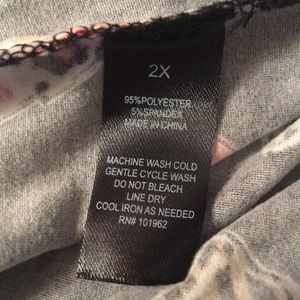 2X
95%POLYESTER
5%SPANDEX
MADE IN CHINA
MACHINE WASH COLD
GENTLE CYCLE WASH
DO NOT BLEACH
LINE DRY
COOL IRON AS NEEDED
RN# 101962